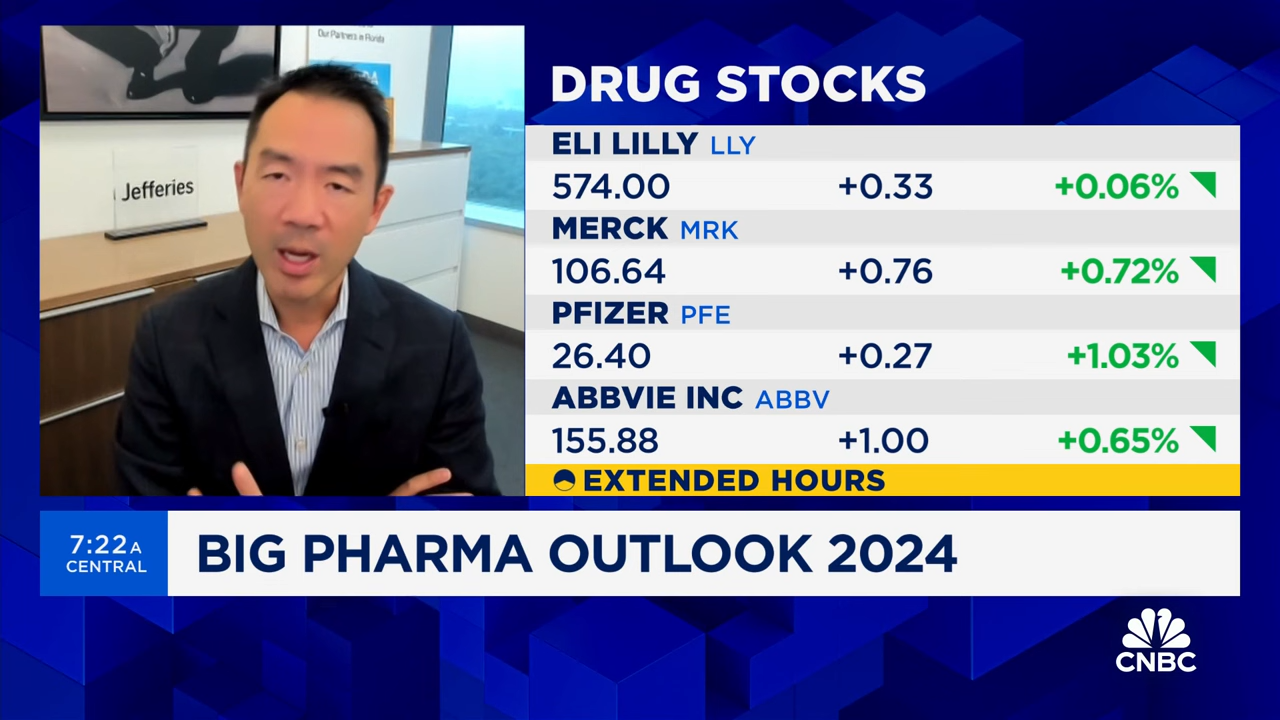 Our Partners in Florida
Jefferies
DRUG STOCKS
ELI LILLY LLY
574.00 +0.33 +0.06%
MERCK MRK
106.64 +0.76 +0.72%
PFIZER PFE
26.40 +0.27 +1.03%
ABBVIE INC ABBV
155.88 +1.00 +0.65%
EXTENDED HOURS
7:22A
CENTRAL
BIG PHARMA OUTLOOK 2024
CNBC